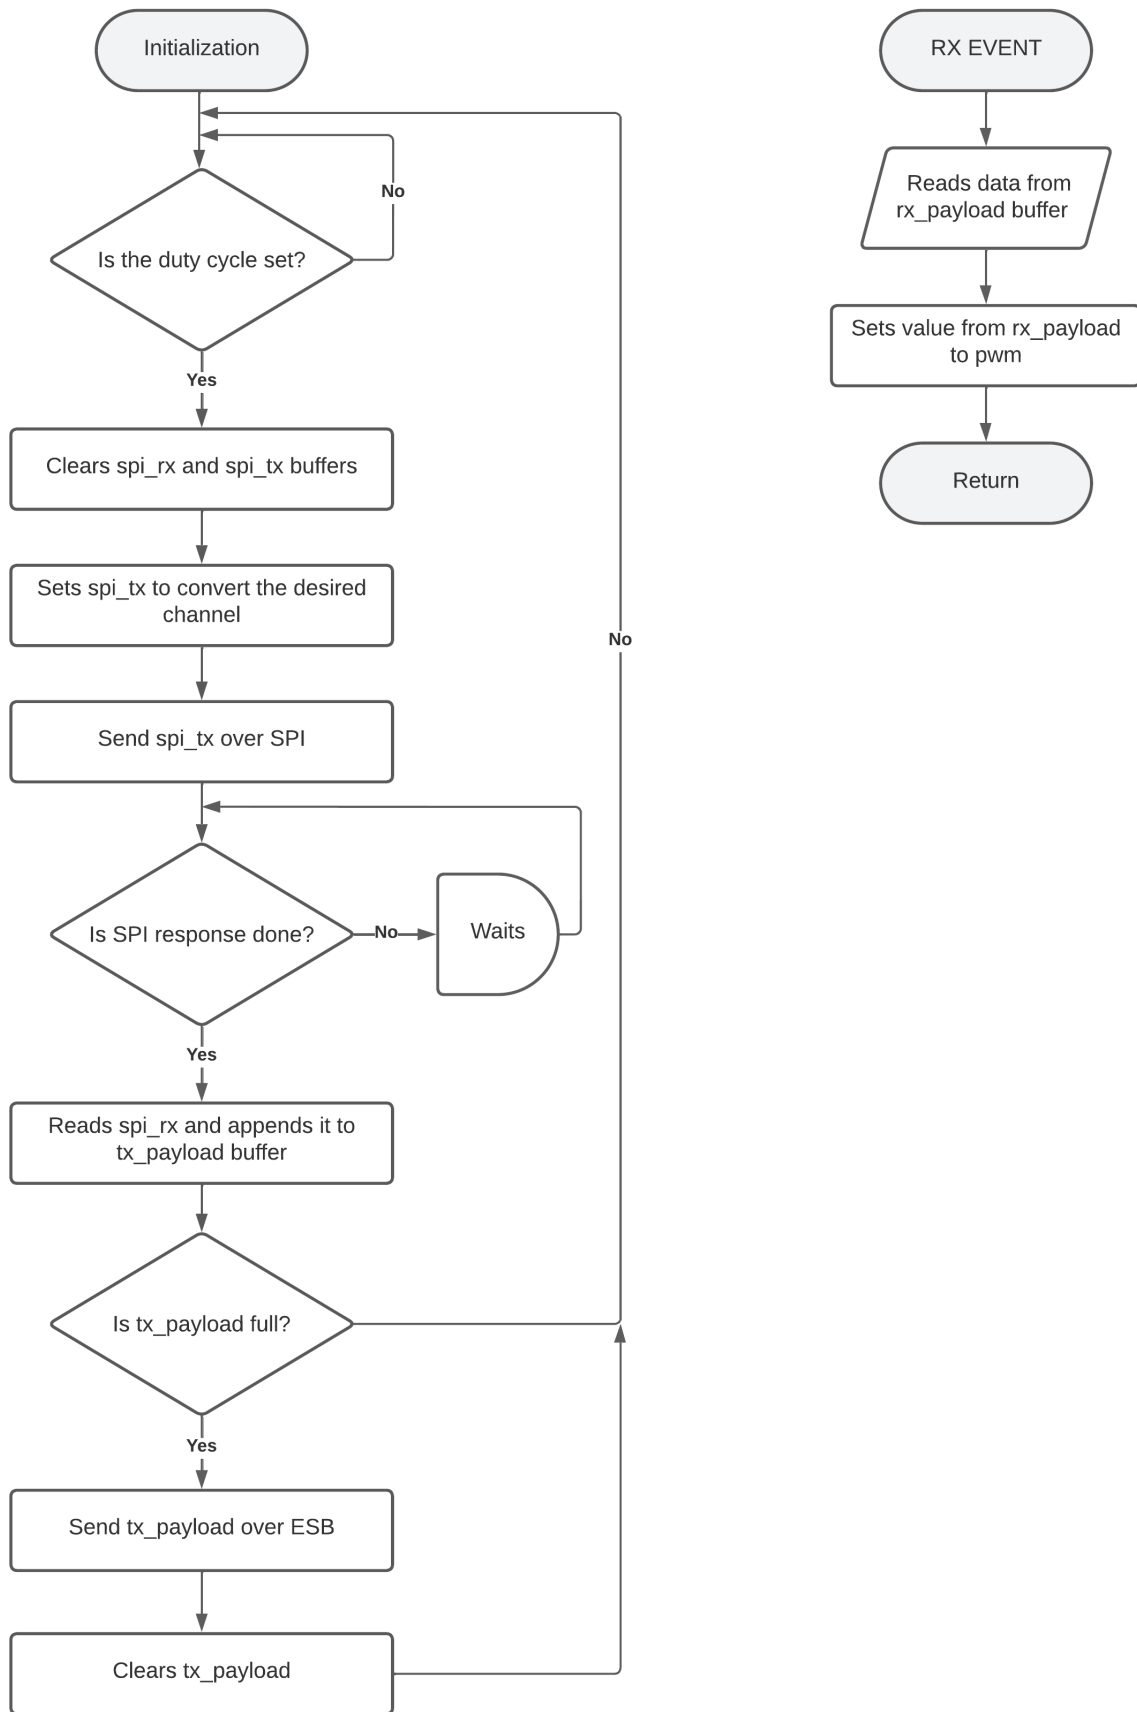 Initialization
No
Is the duty cycle set?
Yes
Clears spi_rx and spi_tx buffers
Sets spi_tx to convert the desired
channel
Send spi_tx over SPI
Is SPI response done?
No
Waits
Yes
Reads spi_rx and appends it to
tx_payload buffer
Is tx_payload full?
No
Yes
Send tx_payload over ESB
Clears tx_payload
RX EVENT
Reads data from
rx_payload buffer
Sets value from rx_payload
to pwm
Return